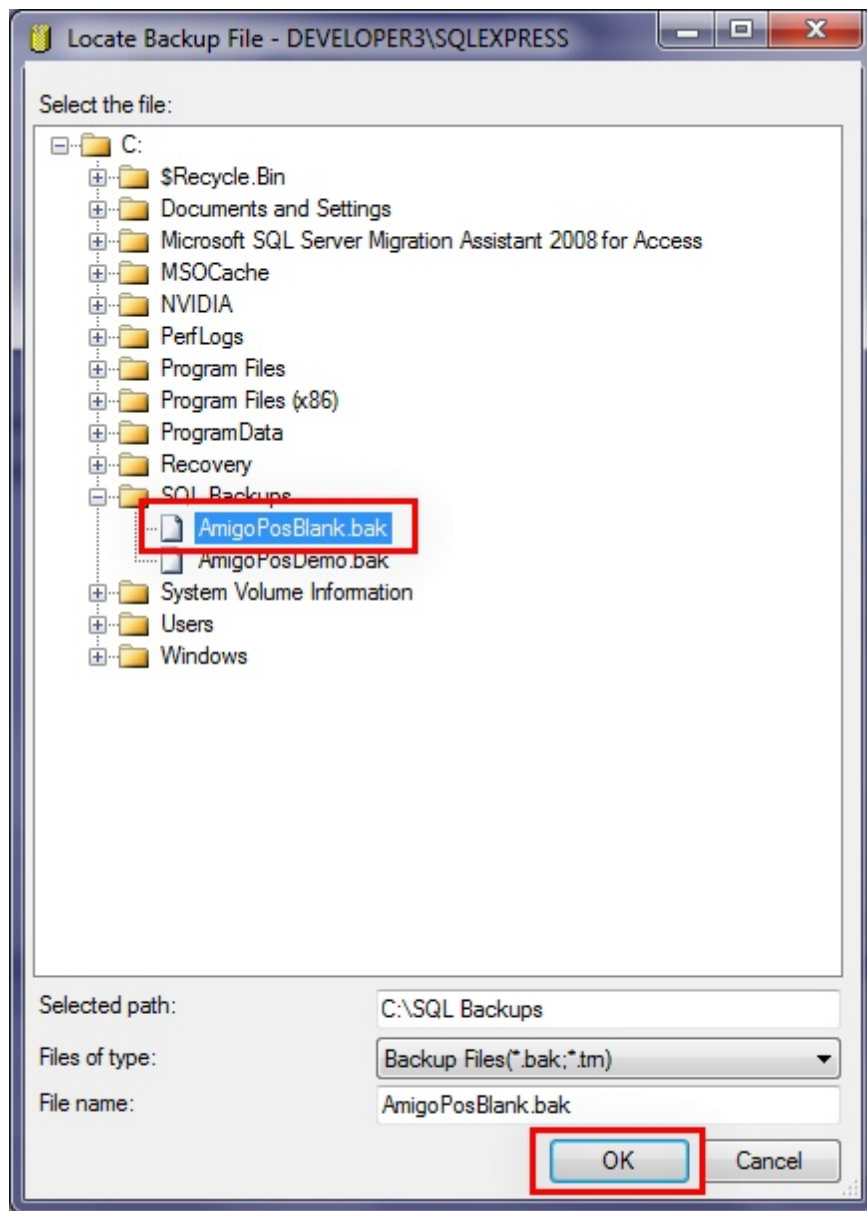 Locate Backup File - DEVELOPER3\SQLEXPRESS
Select the file:
C:
$Recycle.Bin
Documents and Settings
Microsoft SQL Server Migration Assistant 2008 for Access
MSOCache
NVIDIA
PerfLogs
Program Files
Program Files (x86)
ProgramData
Recovery
SQL Backups
AmigoPosBlank.bak
AmigoPosDemo.bak
System Volume Information
Users
Windows
Selected path: C:\SQL Backups
Files of type: Backup Files(*.bak;*.trn)
File name: AmigoPosBlank.bak
OK Cancel